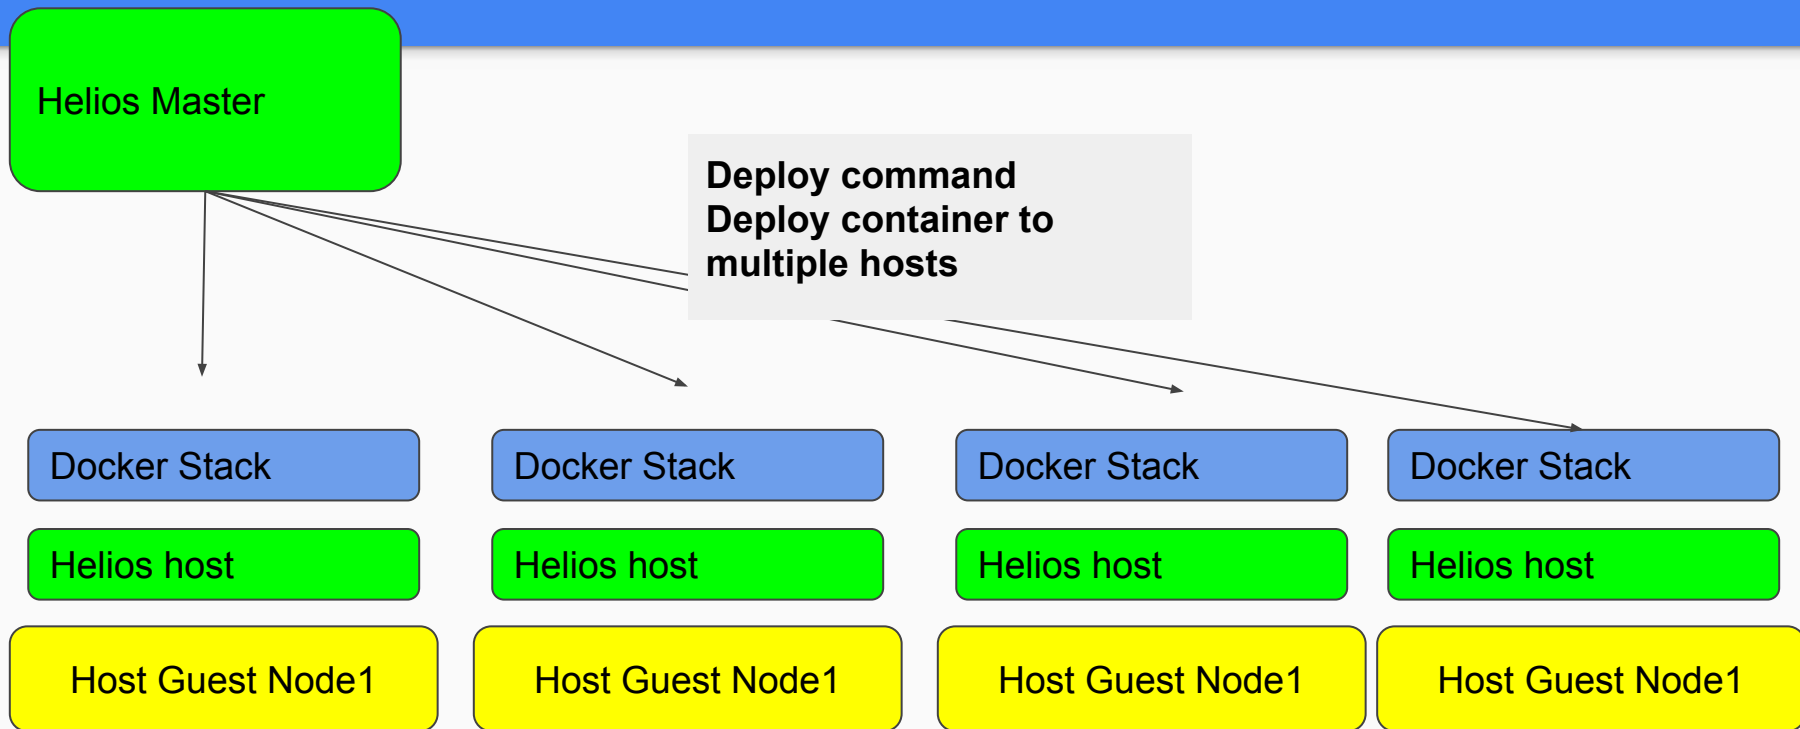 Helios Master
Deploy command
Deploy container to
multiple hosts
Docker Stack
Docker Stack
Docker Stack
Docker Stack
Helios host
Helios host
Helios host
Helios host
Host Guest Node1
Host Guest Node1
Host Guest Node1
Host Guest Node1